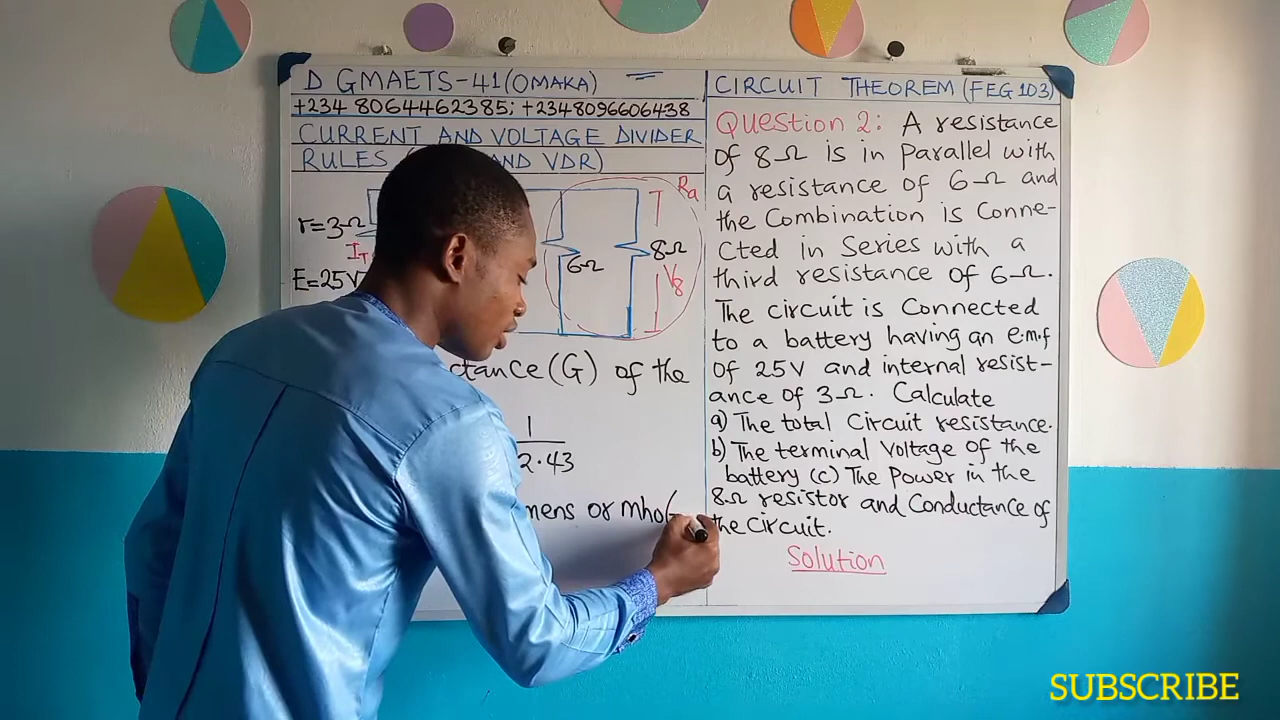 D GMAETS-41(OMAKA)
+234 8064462385; +2348096606438
CURRENT AND VOLTAGE DIVIDER
RULES AND VDR)
r=3Ω
I_T
E=25V
6Ω
8Ω
Ra
V8
ctance(G) of the
1
2.43
mens or mho(
CIRCUIT THEOREM (FEG 103)
Question 2: A resistance
of 8Ω is in parallel with
a resistance of 6Ω and
the Combination is Conne-
cted in Series with a
third resistance of 6Ω.
The circuit is Connected
to a battery having an e.m.f
of 25V and internal resist-
ance of 3Ω. Calculate
a) The total Circuit resistance.
b) The terminal Voltage of the
battery (c) The Power in the
8Ω resistor and Conductance of
the Circuit.
Solution
SUBSCRIBE